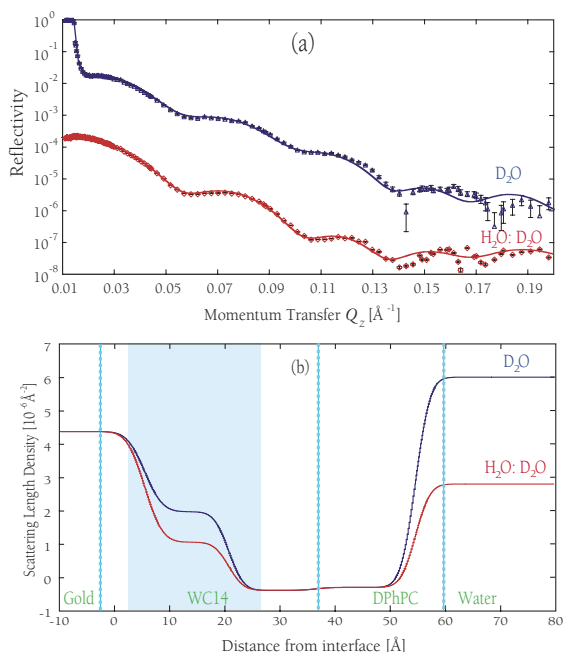 (a)
10⁰
10⁻¹
10⁻²
10⁻³
10⁻⁴
10⁻⁵
10⁻⁶
10⁻⁷
10⁻⁸
Reflectivity
D₂O
H₂O: D₂O
0.01 0.03 0.05 0.07 0.09 0.11 0.13 0.15 0.17 0.19
Momentum Transfer Q_z [Å⁻¹]
(b)
7
6
5
4
3
2
1
0
-1
Scattering Length Density [10⁻⁶Å⁻²]
D₂O
H₂O: D₂O
Gold WC14 DPhPC Water
-10 0 10 20 30 40 50 60 70 80
Distance from interface [Å]